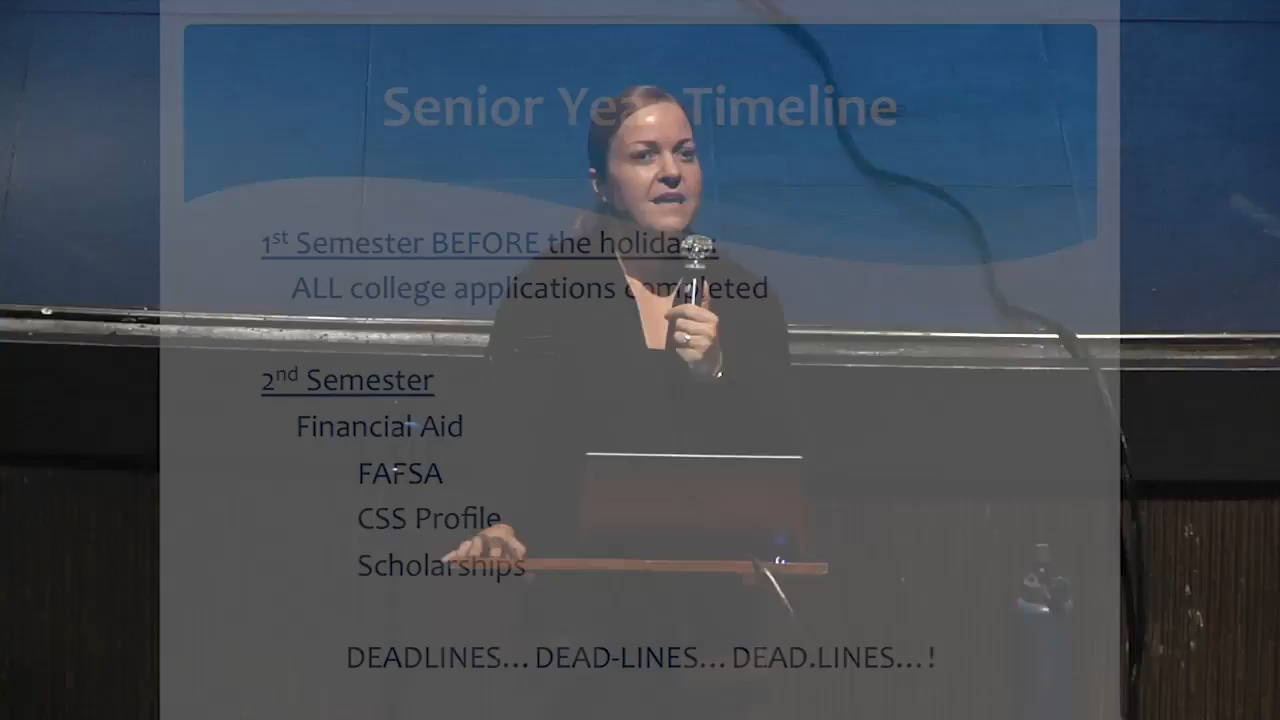 Senior Year Timeline
1st Semester BEFORE the holidays:
ALL college applications completed
2nd Semester
Financial Aid
FAFSA
CSS Profile
Scholarships
DEADLINES...DEAD-LINES...DEAD.LINES...!